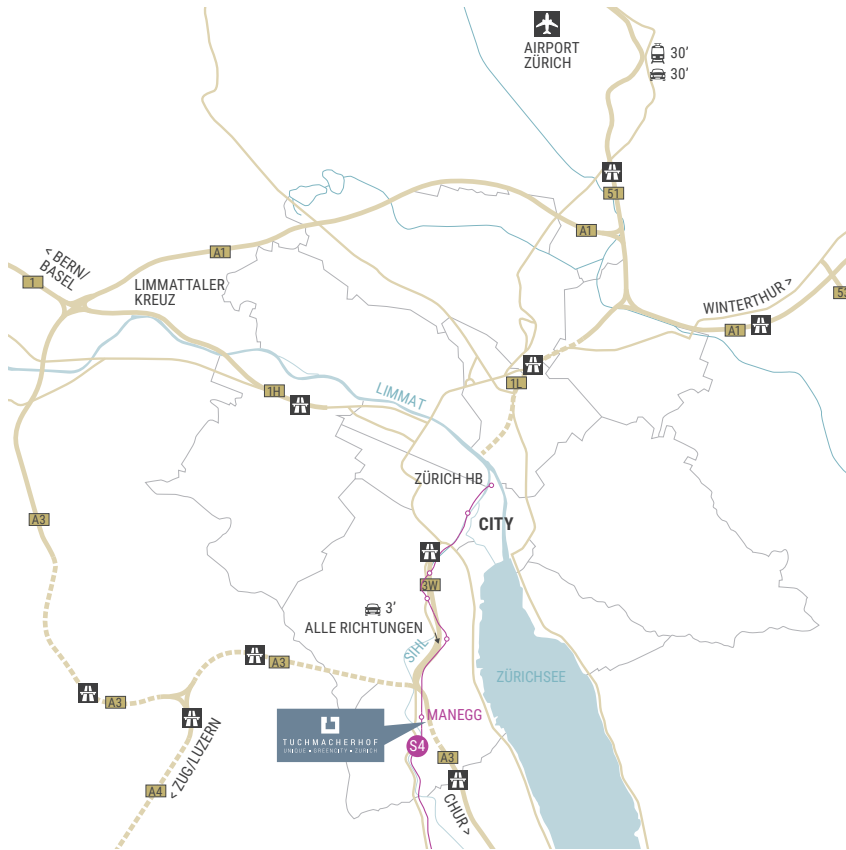 AIRPORT
ZÜRICH
30'
30'
51
A1
A1
< BERN/
BASEL
1
LIMMATTALER
KREUZ
WINTERTHUR >
A1
1L
1H
LIMMAT
ZÜRICH HB
CITY
A3
3W
3'
ALLE RICHTUNGEN
SIHL
ZÜRICHSEE
A3
A3
MANEGG
TUCHMACHERHOF
UNIQUE • GREENCITY • ZÜRICH
S4
< ZUG/LUZERN
A3
A4
CHUR >